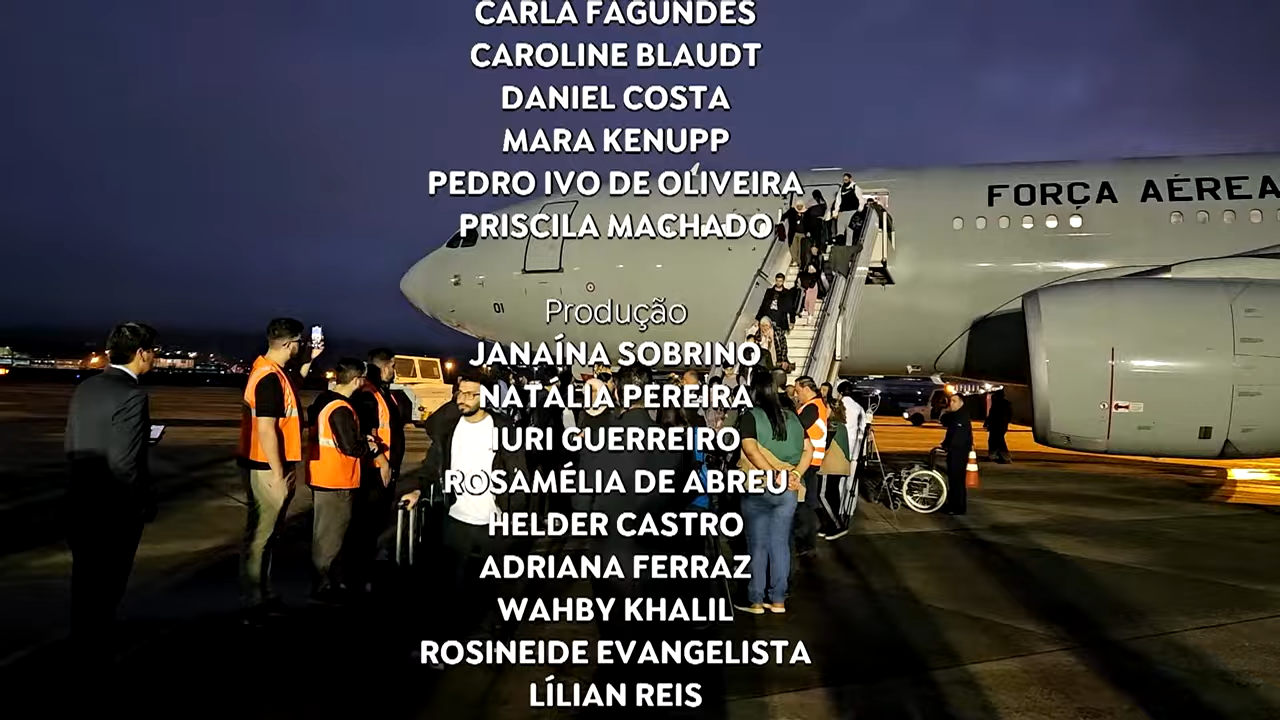 CARLA FAGUNDES
CAROLINE BLAUDT
DANIEL COSTA
MARA KENUPP
PEDRO IVO DE OLIVEIRA
PRISCILA MACHADO
FORÇA AÉREA
01
Produção
JANAÍNA SOBRINO
NATÁLIA PEREIRA
IURI GUERREIRO
ROSAMÉLIA DE ABREU
HELDER CASTRO
ADRIANA FERRAZ
WAHBY KHALIL
ROSINEIDE EVANGELISTA
LÍLIAN REIS